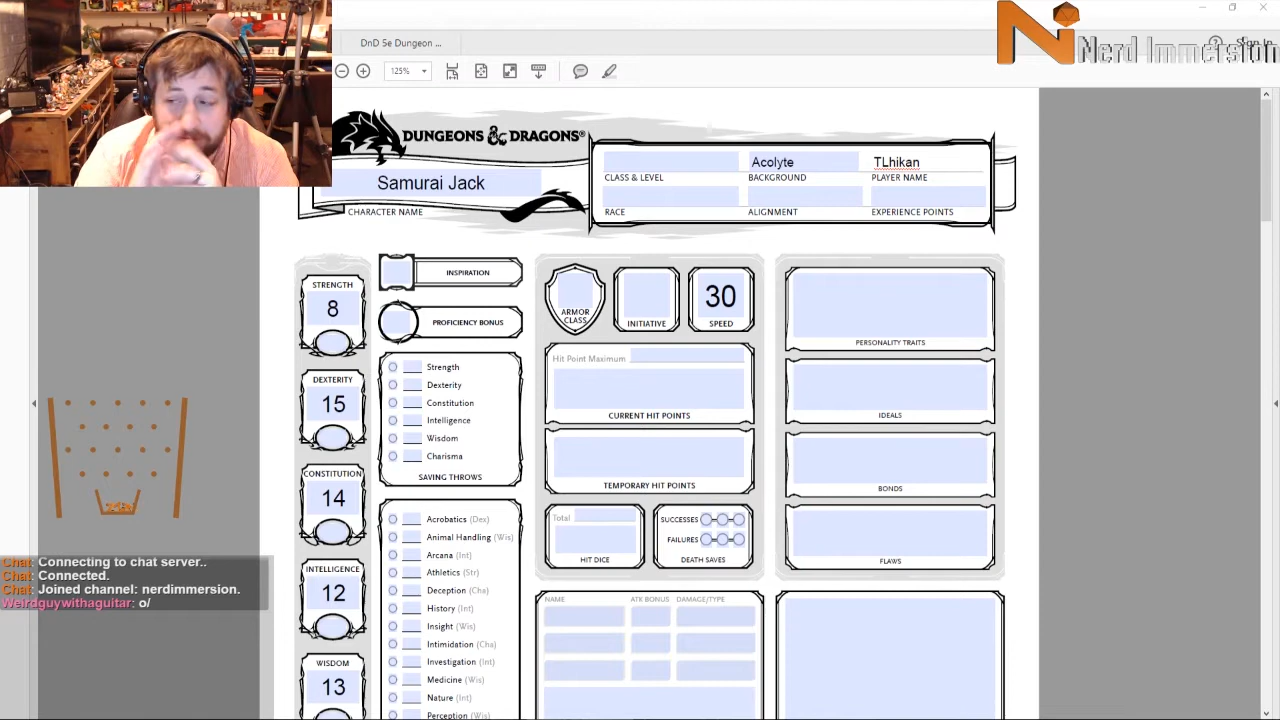 DnD 5e Dungeon ...
Sign In
Nerd Immersion
125%
DUNGEONS & DRAGONS®
Samurai Jack
CHARACTER NAME
Acolyte
TLhikan
CLASS & LEVEL
BACKGROUND
PLAYER NAME
RACE
ALIGNMENT
EXPERIENCE POINTS
STRENGTH
8
DEXTERITY
15
CONSTITUTION
14
INTELLIGENCE
12
WISDOM
13
INSPIRATION
PROFICIENCY BONUS
Strength
Dexterity
Constitution
Intelligence
Wisdom
Charisma
SAVING THROWS
Acrobatics (Dex)
Animal Handling (Wis)
Arcana (Int)
Athletics (Str)
Deception (Cha)
History (Int)
Insight (Wis)
Intimidation (Cha)
Investigation (Int)
Medicine (Wis)
Nature (Int)
Perception (Wis)
ARMOR
CLASS
INITIATIVE
30
SPEED
Hit Point Maximum
CURRENT HIT POINTS
TEMPORARY HIT POINTS
Total
HIT DICE
SUCCESSES
FAILURES
DEATH SAVES
NAME
ATK BONUS
DAMAGE/TYPE
PERSONALITY TRAITS
IDEALS
BONDS
FLAWS
Chat: Connecting to chat server..
Chat: Connected.
Chat: Joined channel: nerdimmersion.
Weirdguywithaguitar: o/